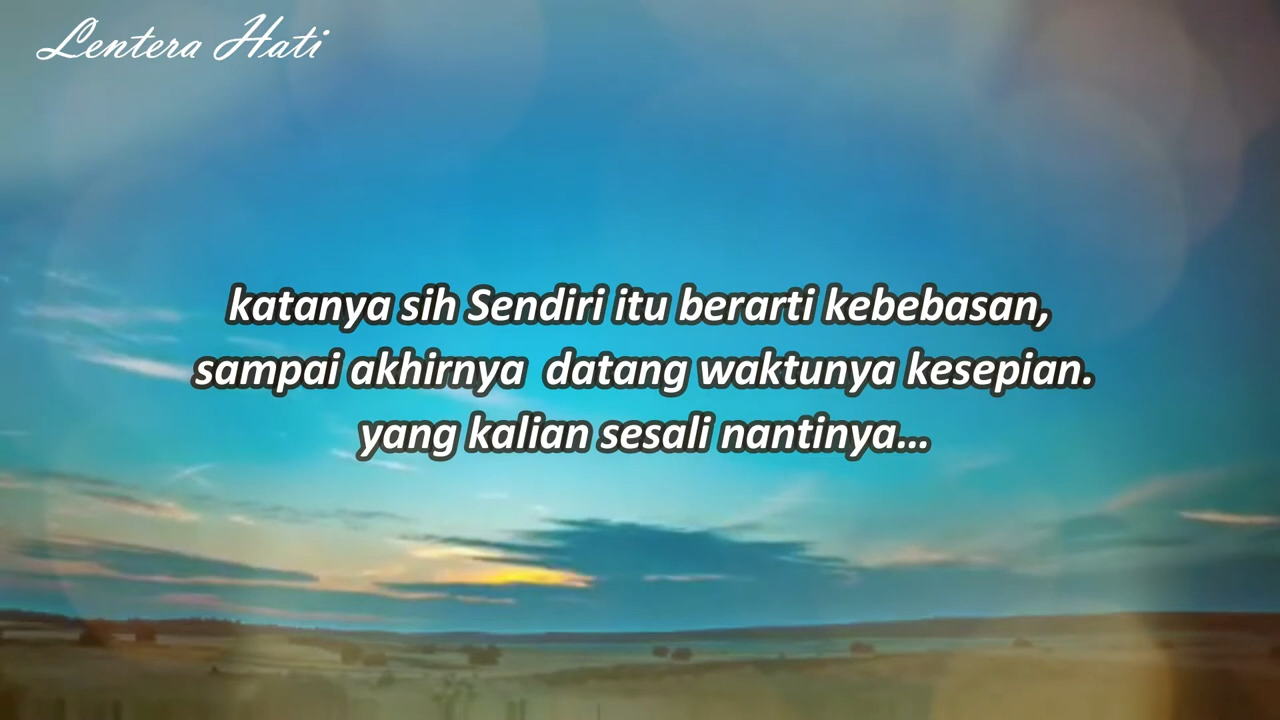 Lentera Hati
katanya sih Sendiri itu berarti kebebasan,
sampai akhirnya  datang waktunya kesepian.
yang kalian sesali nantinya...